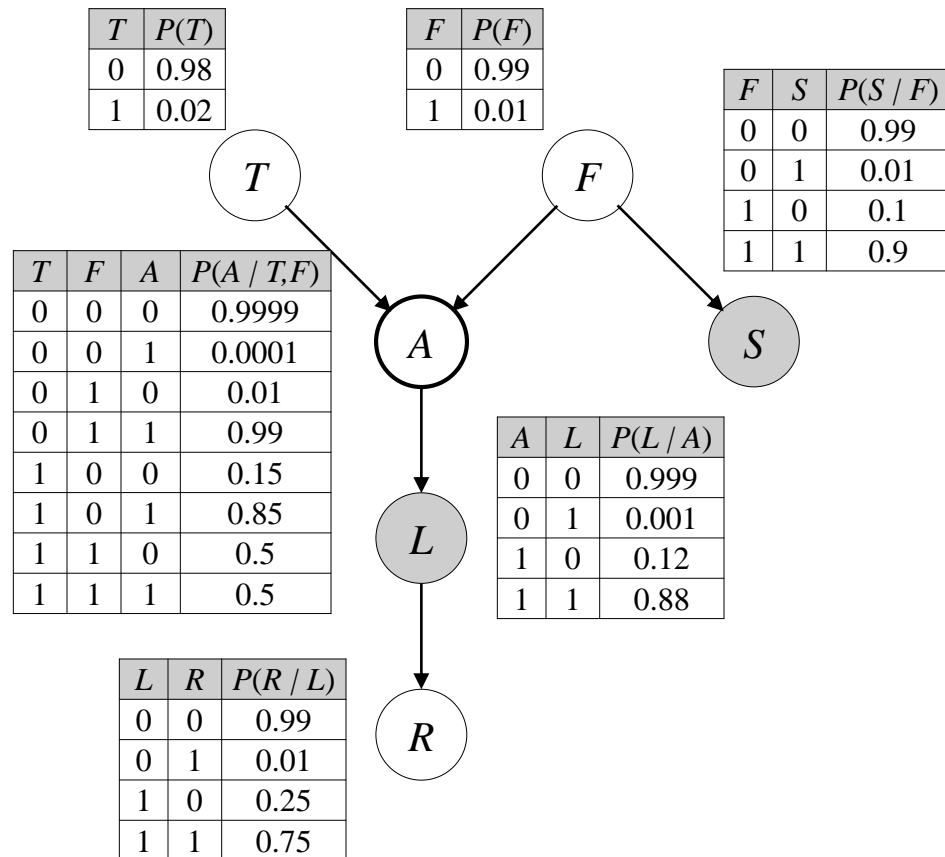 T P(T)
0 0.98
1 0.02
F P(F)
0 0.99
1 0.01
F S P(S / F)
0 0 0.99
0 1 0.01
1 0 0.1
1 1 0.9
T
F
T F A P(A / T,F)
0 0 0 0.9999
0 0 1 0.0001
0 1 0 0.01
0 1 1 0.99
1 0 0 0.15
1 0 1 0.85
1 1 0 0.5
1 1 1 0.5
A
S
A L P(L / A)
0 0 0.999
0 1 0.001
1 0 0.12
1 1 0.88
L
L R P(R / L)
0 0 0.99
0 1 0.01
1 0 0.25
1 1 0.75
R